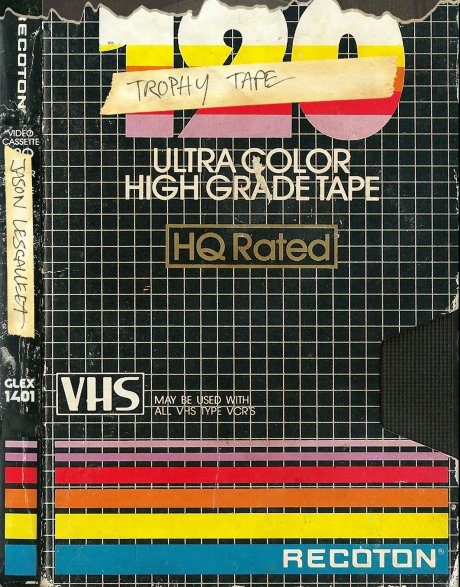 RECOTON
VIDEO
CASSETTE
JASON LESCALLEET
GLEX
1401
120
TROPHY TAPE
ULTRA COLOR
HIGH GRADE TAPE
HQ Rated
VHS
MAY BE USED WITH
ALL VHS TYPE VCR'S
RECOTON®